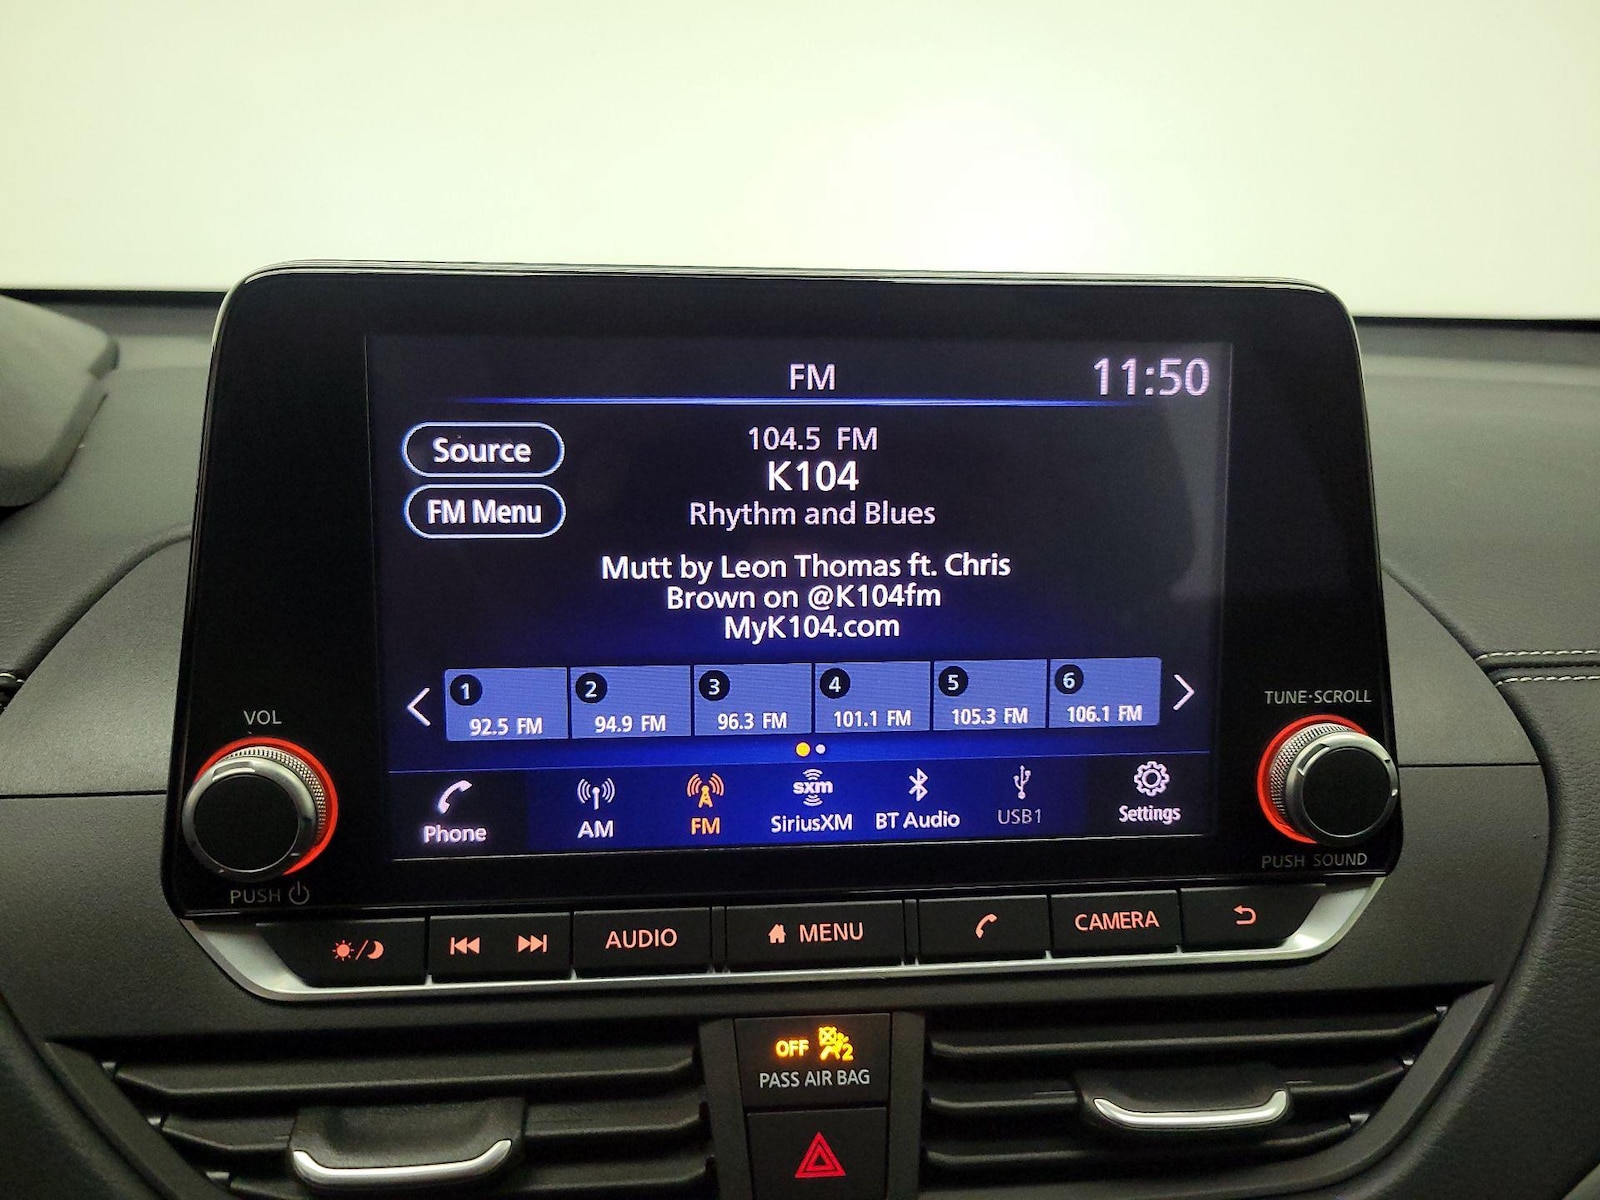 FM
11:50
Source
FM Menu
104.5 FM
K104
Rhythm and Blues
Mutt by Leon Thomas ft. Chris
Brown on @K104fm
MyK104.com
1
92.5 FM
2
94.9 FM
3
96.3 FM
4
101.1 FM
5
105.3 FM
6
106.1 FM
VOL
TUNE·SCROLL
Phone
AM
FM
sxm
SiriusXM
BT Audio
USB1
Settings
PUSH
PUSH SOUND
AUDIO
MENU
CAMERA
OFF 2
PASS AIR BAG